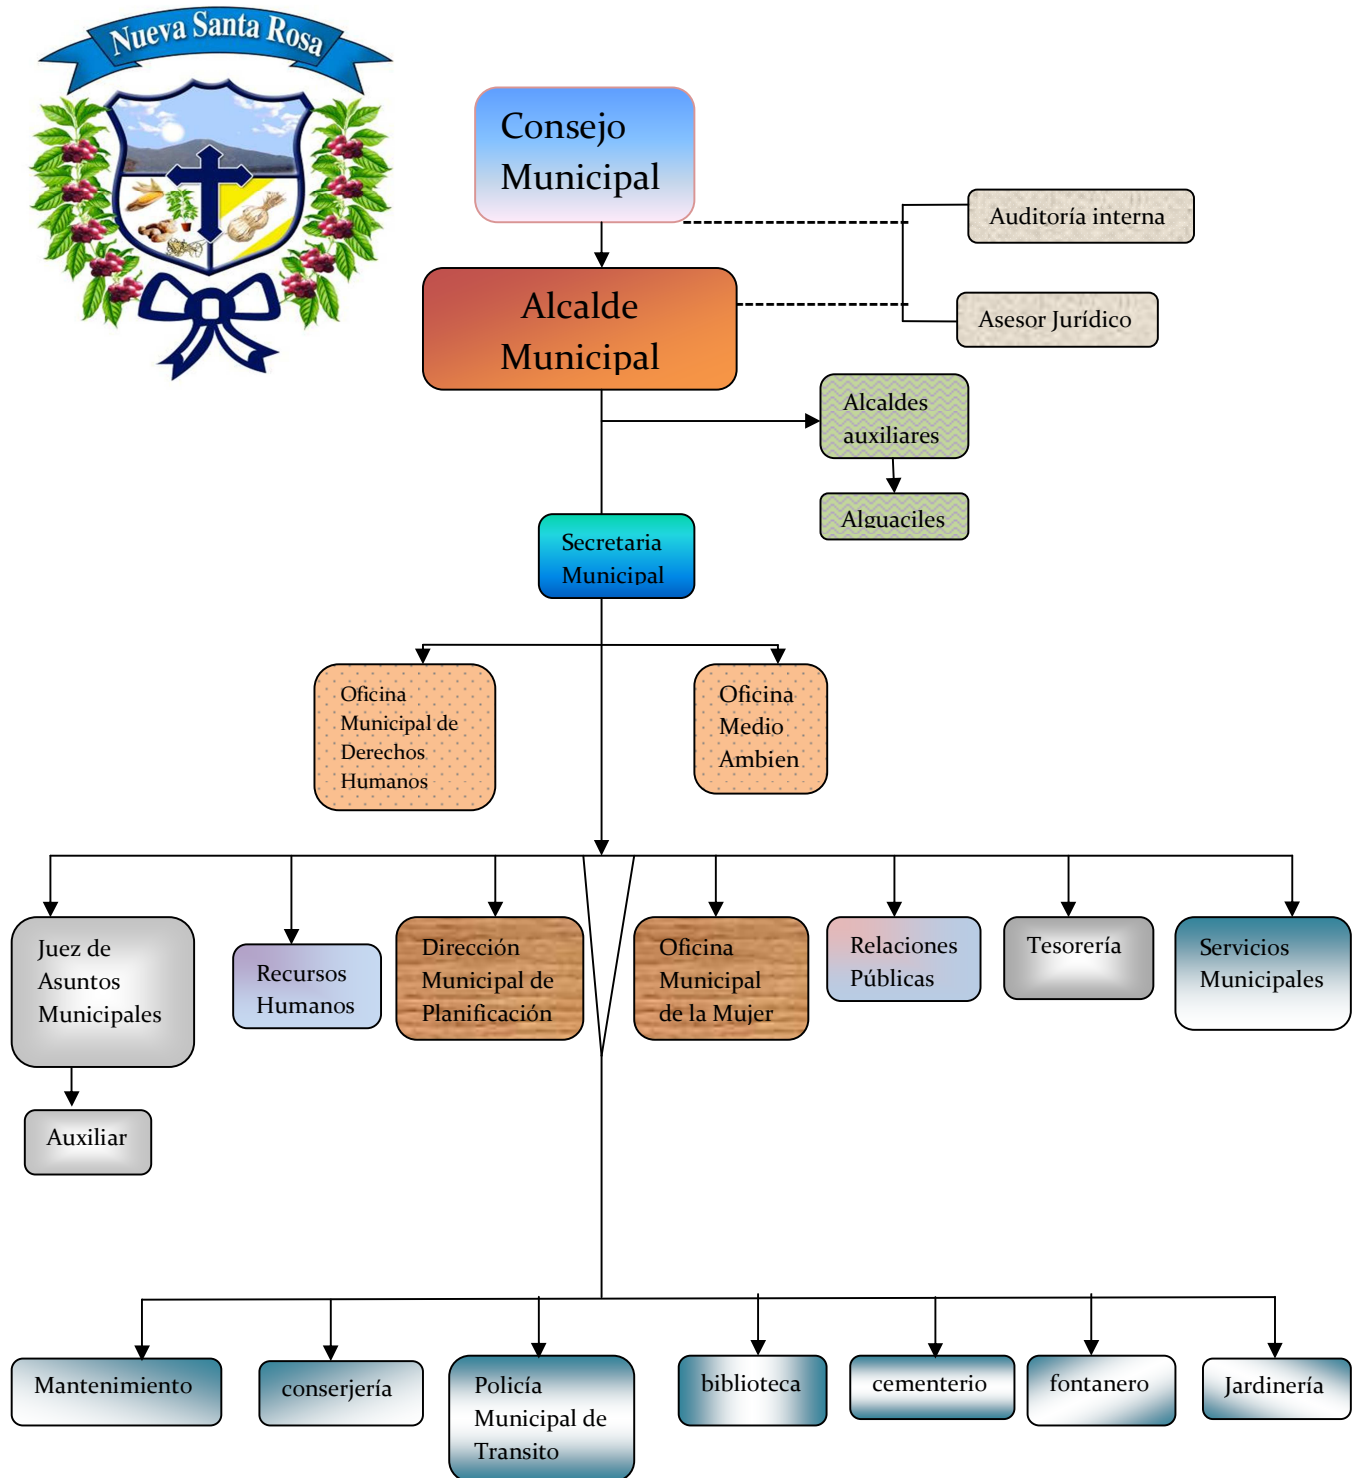 Nueva Santa Rosa
Consejo
Municipal
Auditoría interna
Alcalde
Municipal
Asesor Jurídico
Alcaldes
auxiliares
Alguaciles
Secretaria
Municipal
Oficina
Municipal de
Derechos
Humanos
Oficina
Medio
Ambien
Juez de
Asuntos
Municipales
Recursos
Humanos
Dirección
Municipal de
Planificación
Oficina
Municipal
de la Mujer
Relaciones
Públicas
Tesorería
Servicios
Municipales
Auxiliar
Mantenimiento
conserjería
Policía
Municipal de
Transito
biblioteca
cementerio
fontanero
Jardinería